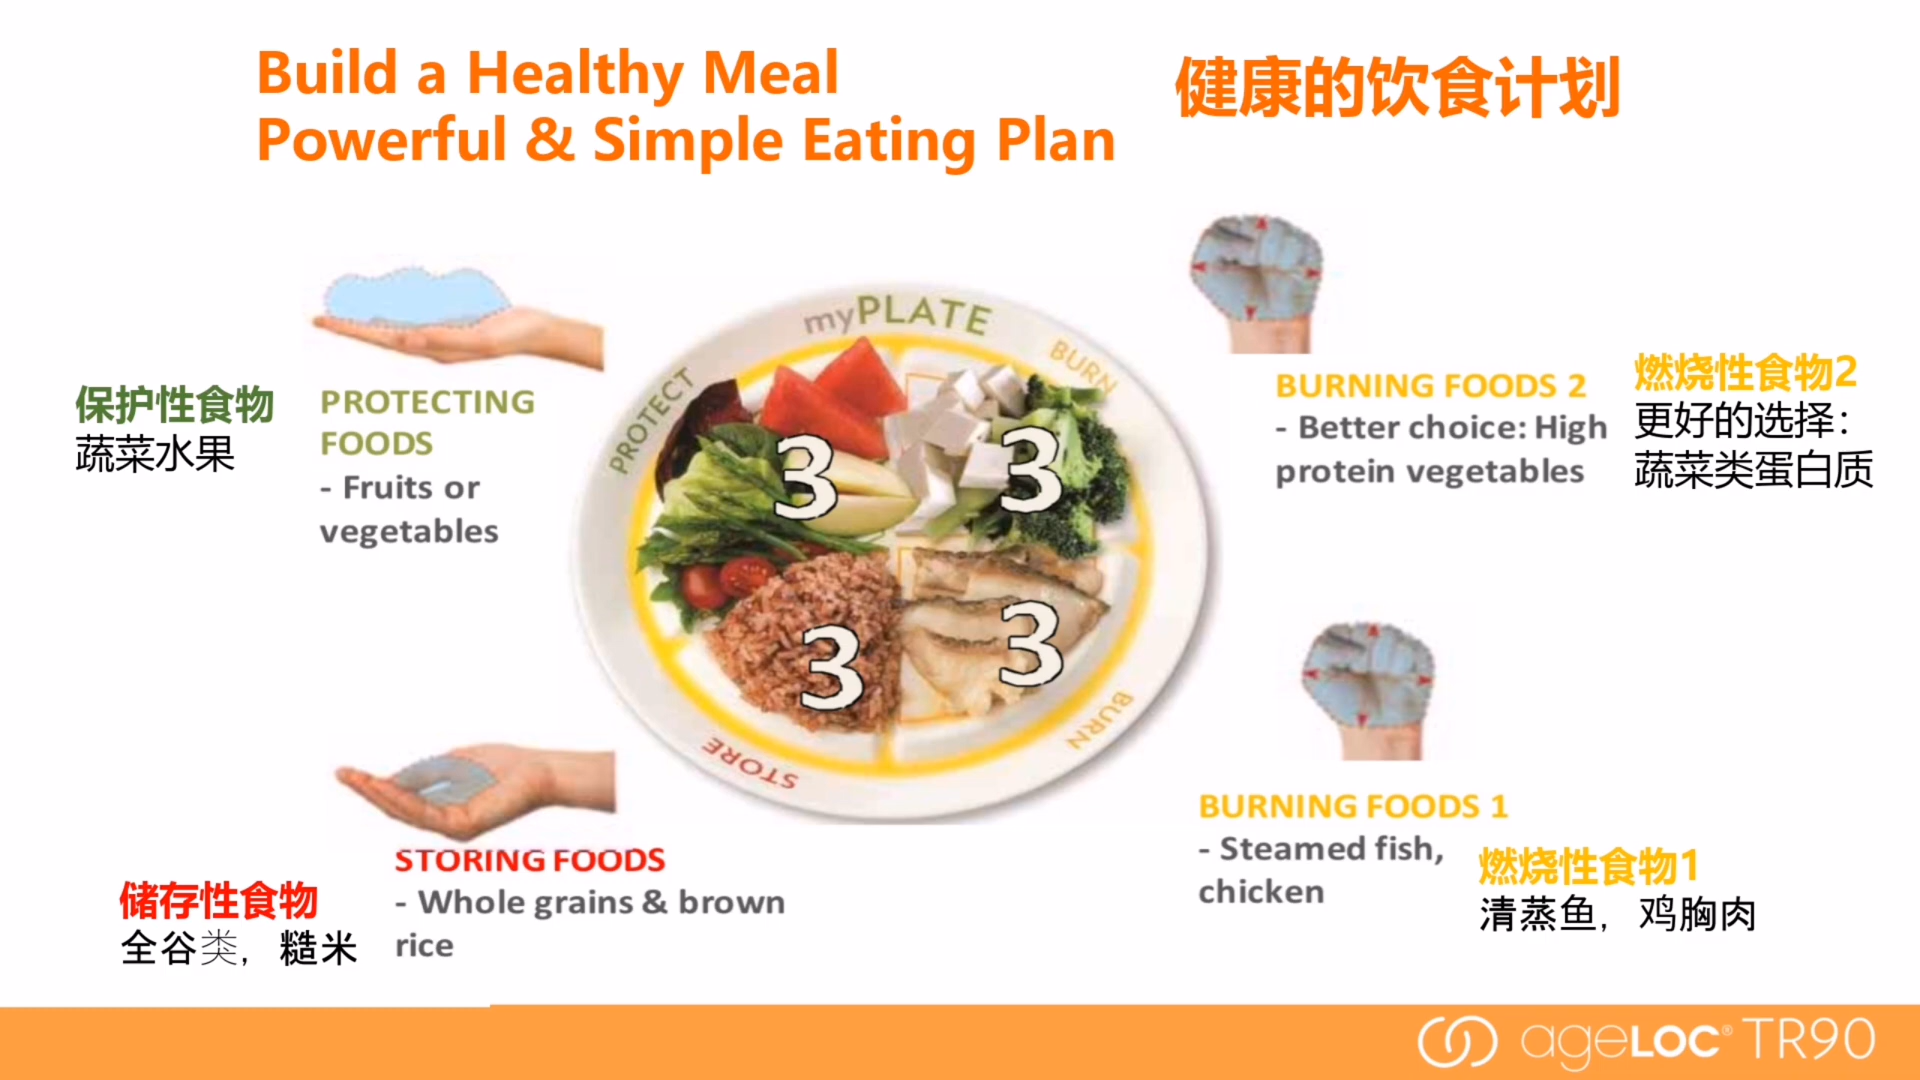 Build a Healthy Meal
Powerful & Simple Eating Plan
健康的饮食计划
保护性食物
蔬菜水果
PROTECTING
FOODS
- Fruits or
vegetables
myPLATE
PROTECT
BURN
3
3
3
3
STORE
BURN
BURNING FOODS 2
- Better choice: High
protein vegetables
燃烧性食物2
更好的选择：
蔬菜类蛋白质
储存性食物
全谷类，糙米
STORING FOODS
- Whole grains & brown
rice
BURNING FOODS 1
- Steamed fish,
chicken
燃烧性食物1
清蒸鱼，鸡胸肉
ageLOC® TR90